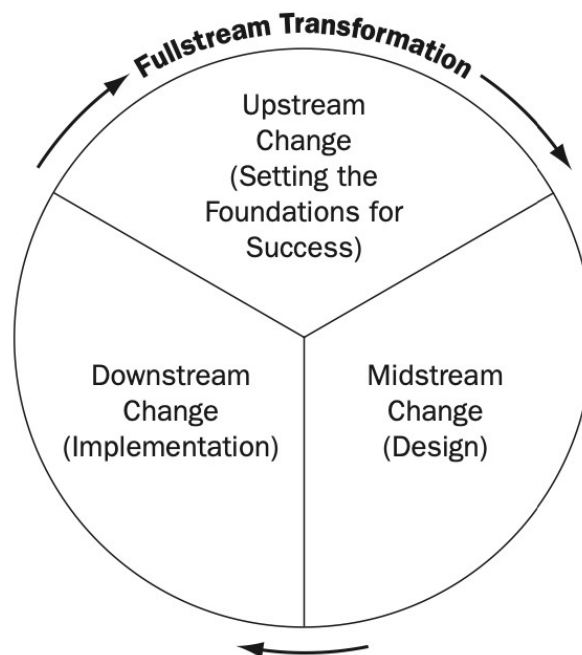 Fullstream Transformation
Upstream
Change
(Setting the
Foundations for
Success)
Downstream
Change
(Implementation)
Midstream
Change
(Design)